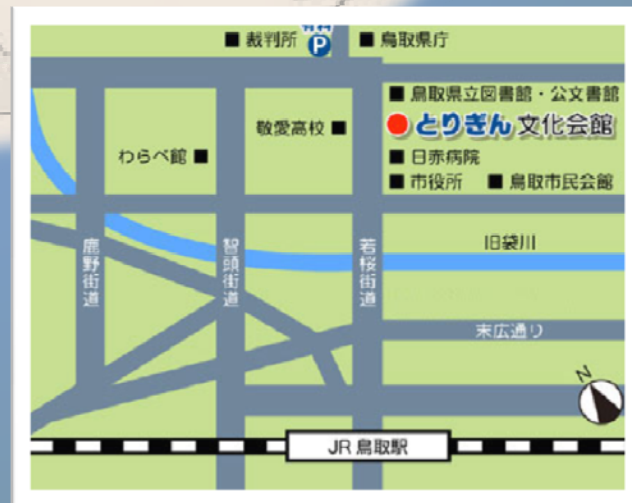 有料
P
■ 裁判所
■ 鳥取県庁
■ 鳥取県立図書館・公文書館
敬愛高校 ■
とりぎん文化会館
わらべ館 ■
■ 日赤病院
■ 市役所 ■ 鳥取市民会館
鹿野街道
智頭街道
若桜街道
旧袋川
末広通り
N
JR 鳥取駅